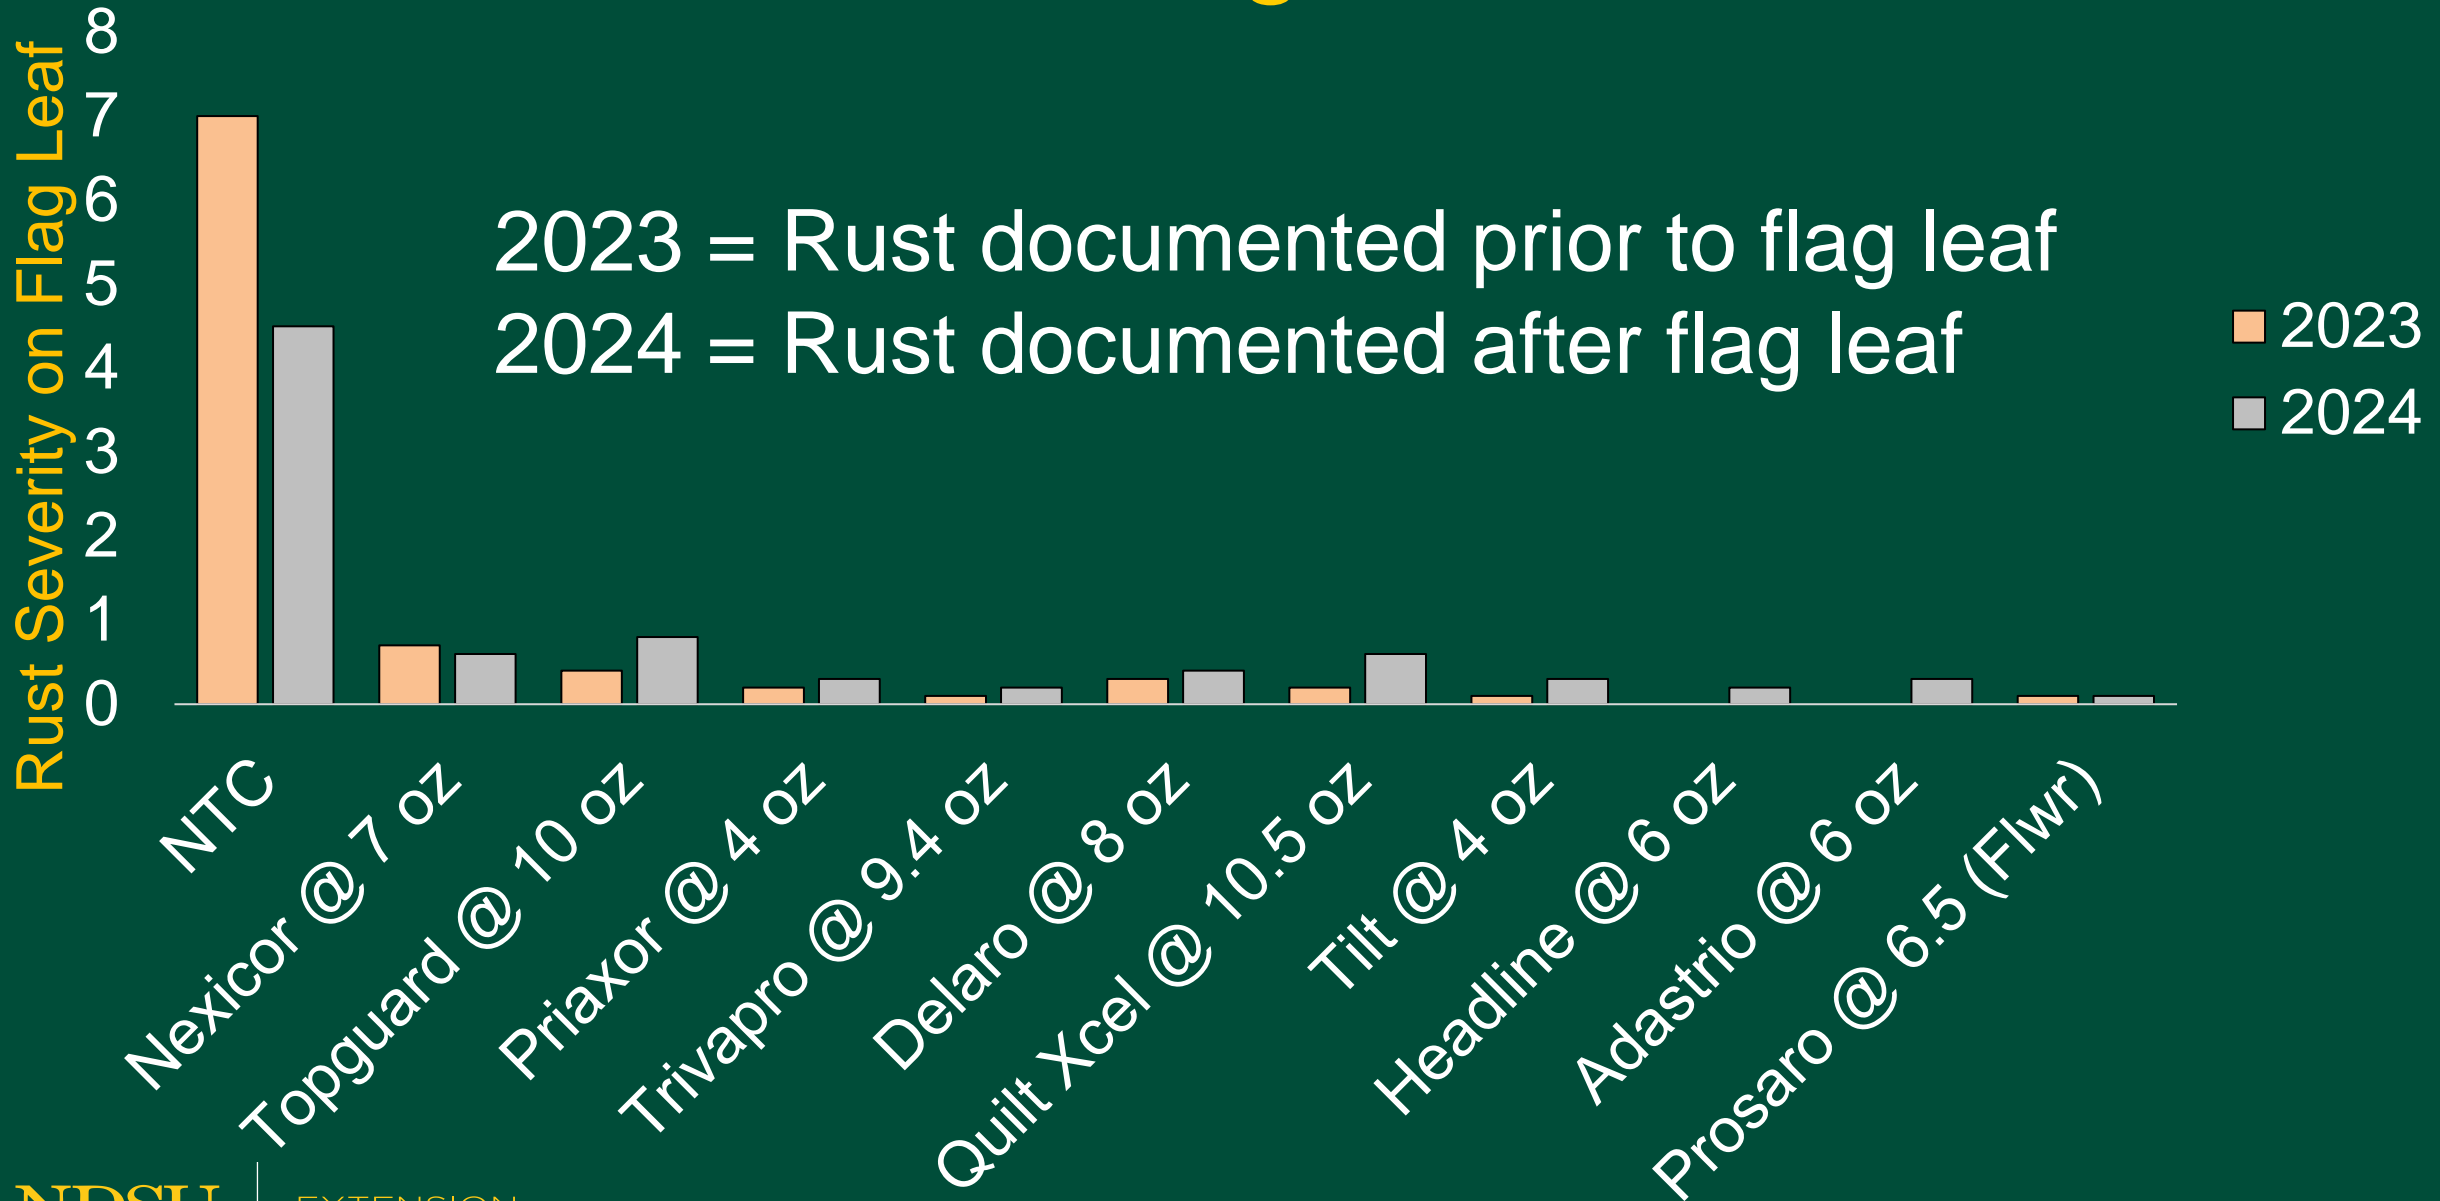 8
7
6
5
4
3
2
1
0
Rust Severity on Flag Leaf
2023 = Rust documented prior to flag leaf
2024 = Rust documented after flag leaf
2023
2024
NTC
Nexicor @ 7 oz
Topguard @ 10 oz
Priaxor @ 4 oz
Trivapro @ 9.4 oz
Delaro @ 8 oz
Quilt Xcel @ 10.5 oz
Tilt @ 4 oz
Headline @ 6 oz
Adastrio @ 6 oz
Prosaro @ 6.5 (Flwr)
NDSU EXTENSION